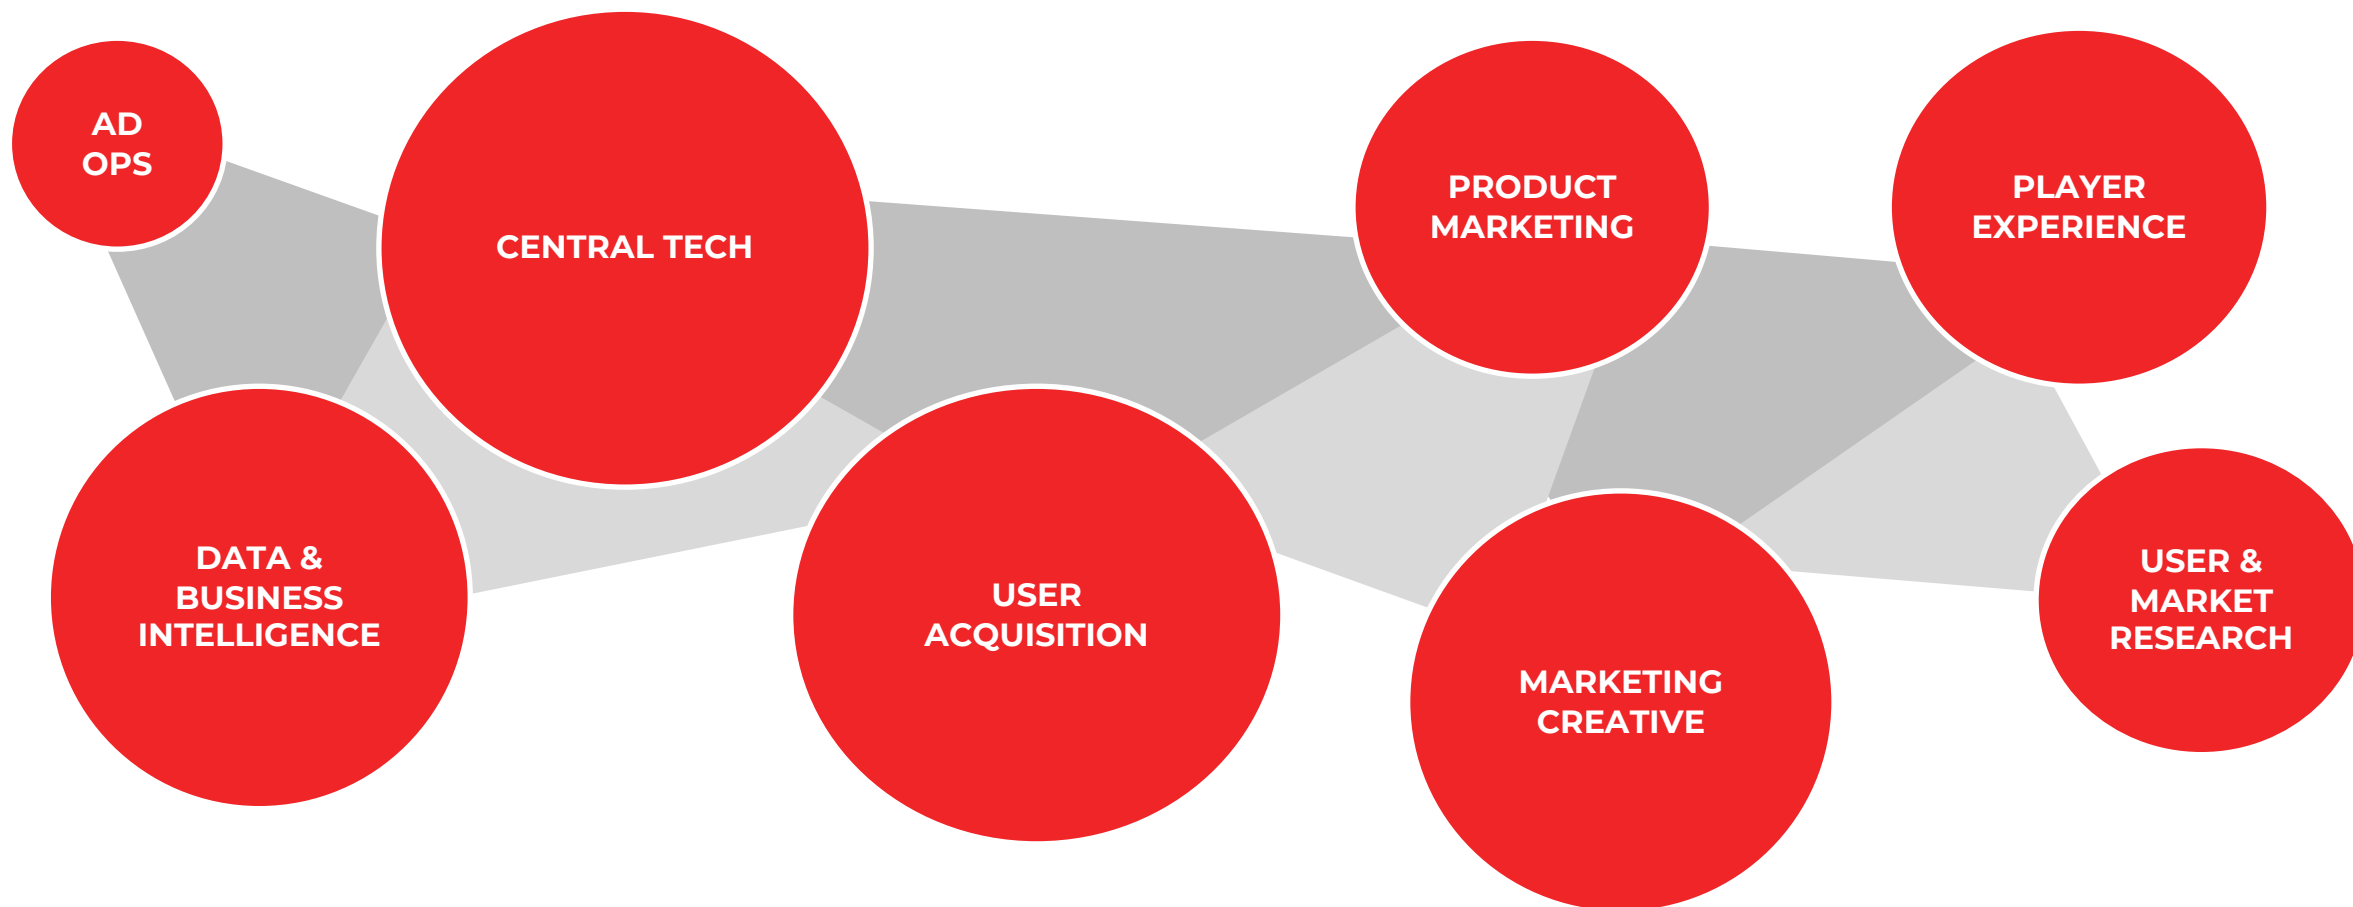 AD
OPS
CENTRAL TECH
PRODUCT
MARKETING
PLAYER
EXPERIENCE
DATA &
BUSINESS
INTELLIGENCE
USER
ACQUISITION
MARKETING
CREATIVE
USER &
MARKET
RESEARCH